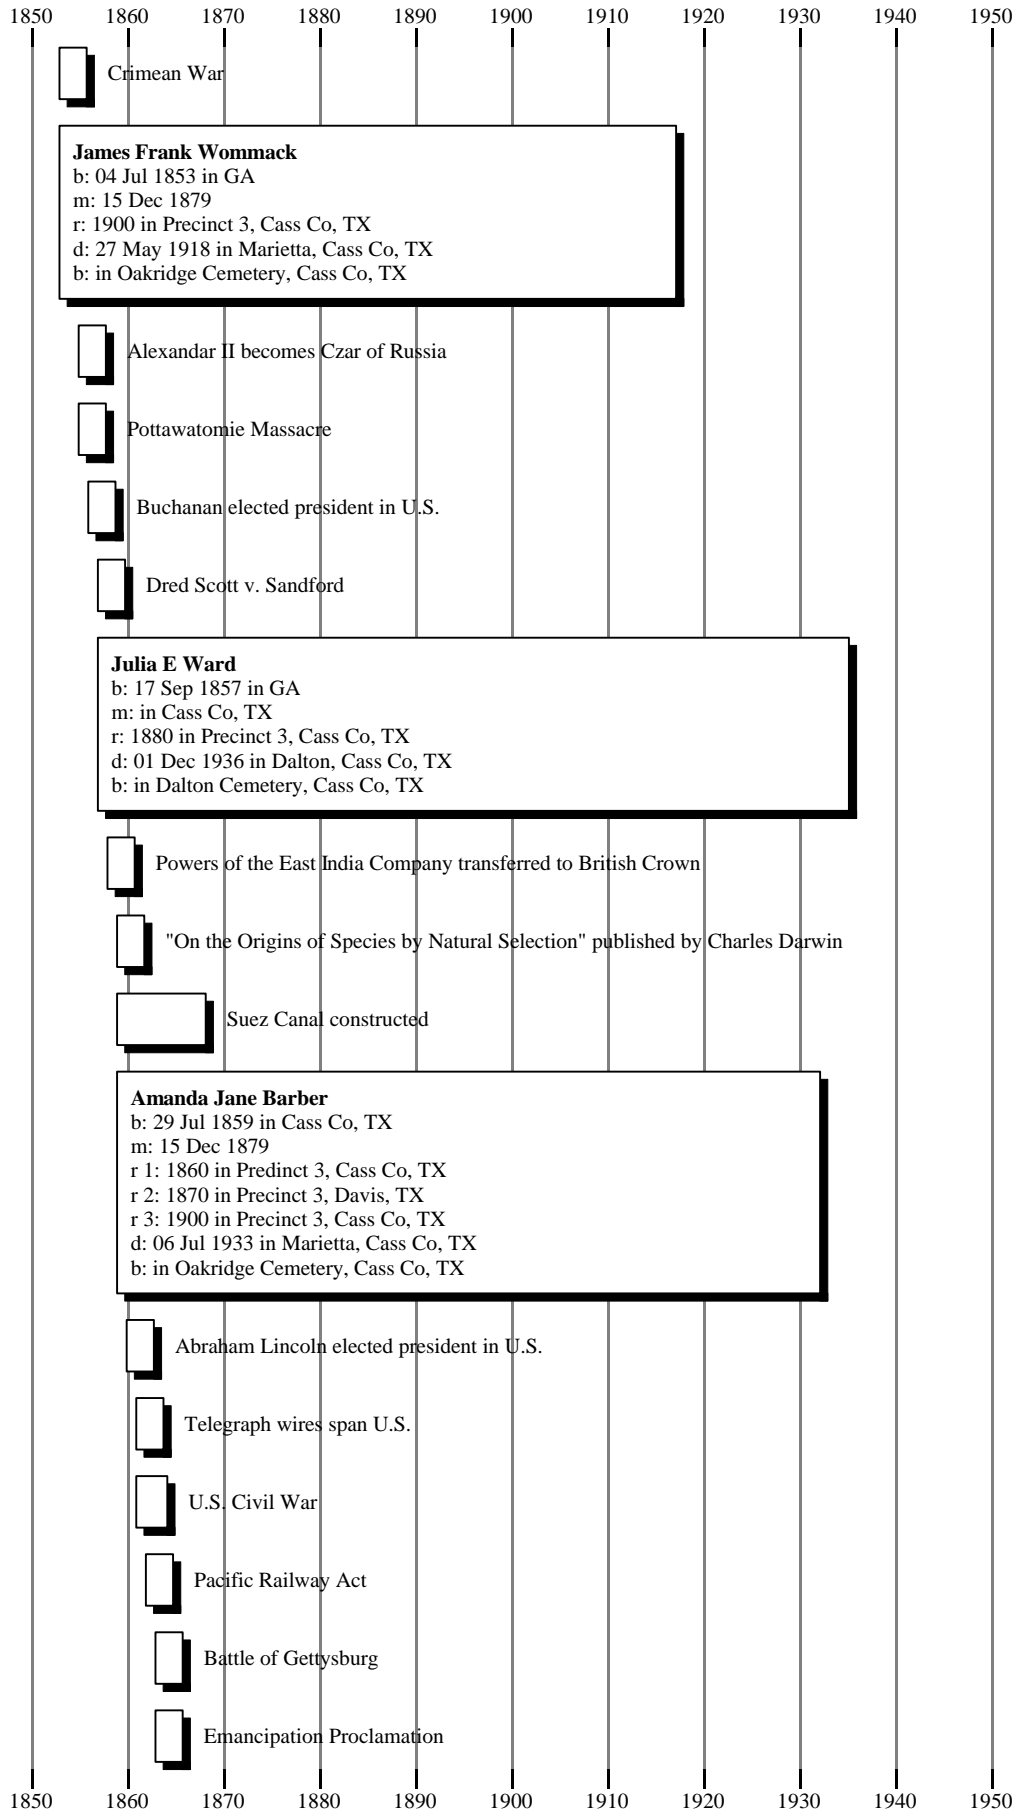 1850 1860 1870 1880 1890 1900 1910 1920 1930 1940 1950
Crimean War
James Frank Wommack
b: 04 Jul 1853 in GA
m: 15 Dec 1879
r: 1900 in Precinct 3, Cass Co, TX
d: 27 May 1918 in Marietta, Cass Co, TX
b: in Oakridge Cemetery, Cass Co, TX
Alexandar II becomes Czar of Russia
Pottawatomie Massacre
Buchanan elected president in U.S.
Dred Scott v. Sandford
Julia E Ward
b: 17 Sep 1857 in GA
m: in Cass Co, TX
r: 1880 in Precinct 3, Cass Co, TX
d: 01 Dec 1936 in Dalton, Cass Co, TX
b: in Dalton Cemetery, Cass Co, TX
Powers of the East India Company transferred to British Crown
"On the Origins of Species by Natural Selection" published by Charles Darwin
Suez Canal constructed
Amanda Jane Barber
b: 29 Jul 1859 in Cass Co, TX
m: 15 Dec 1879
r 1: 1860 in Predinct 3, Cass Co, TX
r 2: 1870 in Precinct 3, Davis, TX
r 3: 1900 in Precinct 3, Cass Co, TX
d: 06 Jul 1933 in Marietta, Cass Co, TX
b: in Oakridge Cemetery, Cass Co, TX
Abraham Lincoln elected president in U.S.
Telegraph wires span U.S.
U.S. Civil War
Pacific Railway Act
Battle of Gettysburg
Emancipation Proclamation
1850 1860 1870 1880 1890 1900 1910 1920 1930 1940 1950